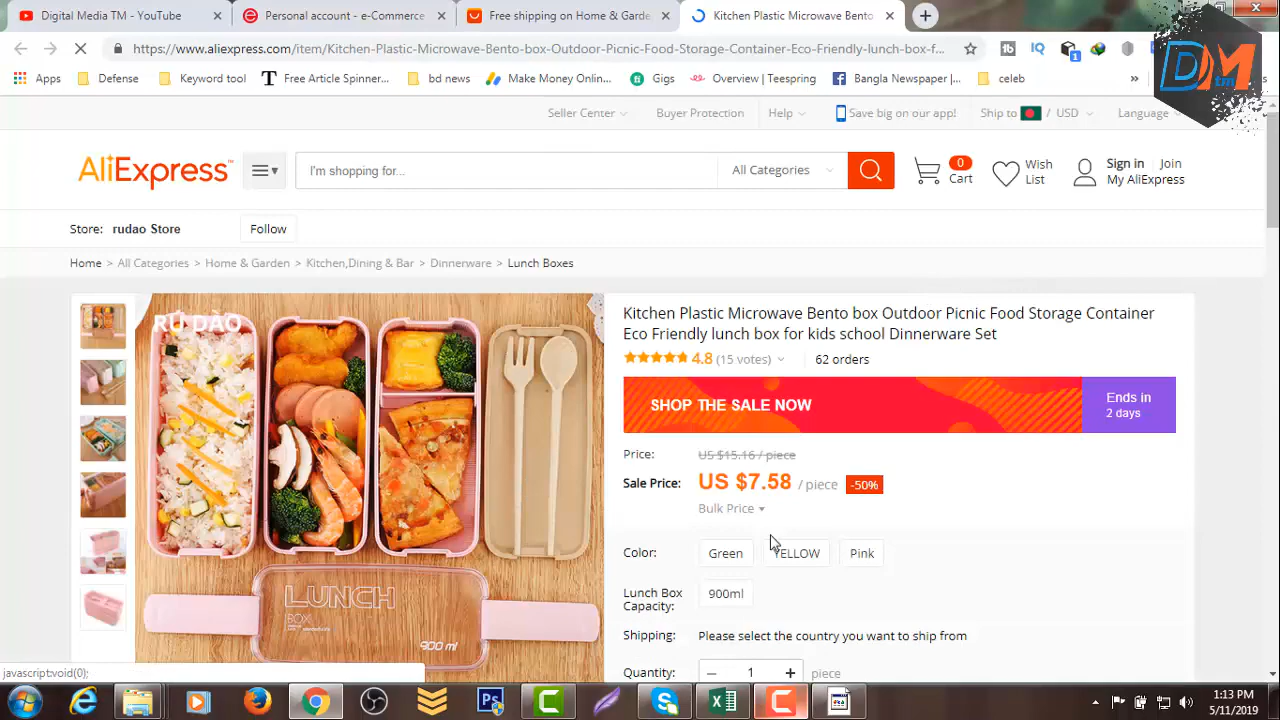 Digital Media TM - YouTube
Personal account - e-Commerce
Free shipping on Home & Garde
Kitchen Plastic Microwave Bento
https://www.aliexpress.com/item/Kitchen-Plastic-Microwave-Bento-box-Outdoor-Picnic-Food-Storage-Container-Eco-Friendly-lunch-box-f...
Apps
Defense
Keyword tool
Free Article Spinner...
bd news
Make Money Online...
Gigs
Overview | Teespring
Bangla Newspaper |...
celeb
»
DM
tm
Seller Center
Buyer Protection
Help
Save big on our app!
Ship to / USD
Language
AliExpress™
I'm shopping for...
All Categories
0
Cart
Wish
List
Sign in Join
My AliExpress
Store: rudao Store
Follow
Home > All Categories > Home & Garden > Kitchen,Dining & Bar > Dinnerware > Lunch Boxes
RU DAO
LUNCH
BOX
900 ml
Kitchen Plastic Microwave Bento box Outdoor Picnic Food Storage Container
Eco Friendly lunch box for kids school Dinnerware Set
4.8 (15 votes)
62 orders
SHOP THE SALE NOW
Ends in
2 days
Price: US $15.16 / piece
Sale Price: US $7.58 / piece -50%
Bulk Price
Color: Green YELLOW Pink
Lunch Box
Capacity:
900ml
Shipping: Please select the country you want to ship from
Quantity: — 1 + piece
javascript:void(0);
1:13 PM
5/11/2019